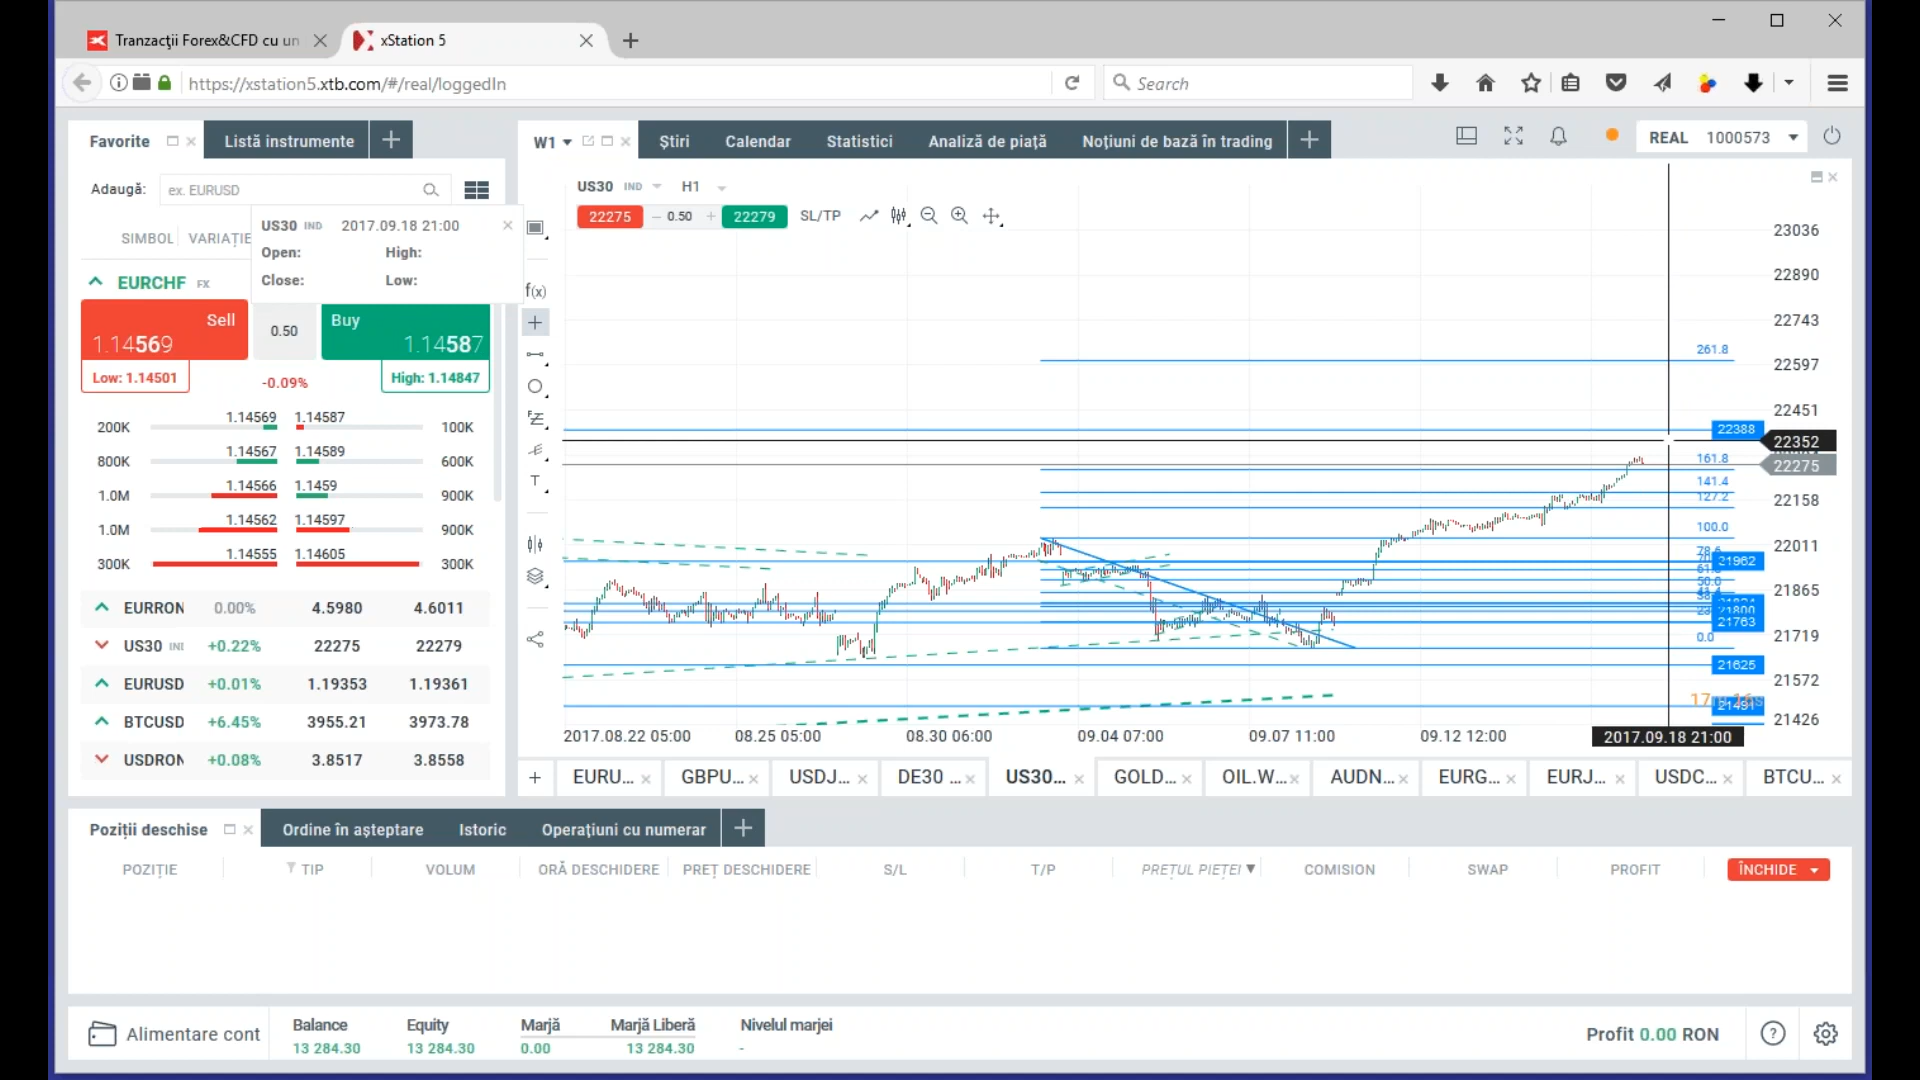 Tranzacţii Forex&CFD cu un
xStation 5
https://xstation5.xtb.com/#/real/loggedIn
Search
Favorite
Listă instrumente
W1
Știri
Calendar
Statistici
Analiză de piață
Noțiuni de bază în trading
REAL 1000573
Adaugă:
ex. EURUSD
SIMBOL
VARIAȚIE
US30 IND 2017.09.18 21:00
Open: High:
Close: Low:
EURCHF FX
Sell
1.14569
0.50
Buy
1.14587
Low: 1.14501
-0.09%
High: 1.14847
200K 1.14569 1.14587 100K
800K 1.14567 1.14589 600K
1.0M 1.14566 1.1459 900K
1.0M 1.14562 1.14597 900K
300K 1.14555 1.14605 300K
EURRON 0.00% 4.5980 4.6011
US30 +0.22% 22275 22279
EURUSD +0.01% 1.19353 1.19361
BTCUSD +6.45% 3955.21 3973.78
USDRON +0.08% 3.8517 3.8558
US30 IND H1
22275 – 0.50 + 22279 SL/TP
f(x)
T
23036
22890
22743
22597
22451
22352
22275
22158
22011
21865
21719
21572
21426
261.8
22388
161.8
141.4
127.2
100.0
21962
50.0
21800
21763
0.0
21625
2017.08.22 05:00
08.25 05:00
08.30 06:00
09.04 07:00
09.07 11:00
09.12 12:00
2017.09.18 21:00
EURU...
GBPU...
USDJ...
DE30 ...
US30...
GOLD...
OIL.W...
AUDN...
EURG...
EURJ...
USDC...
BTCU...
Poziții deschise
Ordine în așteptare
Istoric
Operațiuni cu numerar
POZIȚIE
TIP
VOLUM
ORĂ DESCHIDERE
PREȚ DESCHIDERE
S/L
T/P
PREȚUL PIEȚEI
COMISION
SWAP
PROFIT
ÎNCHIDE
Alimentare cont
Balance
13 284.30
Equity
13 284.30
Marjă
0.00
Marjă Liberă
13 284.30
Nivelul marjei
-
Profit 0.00 RON